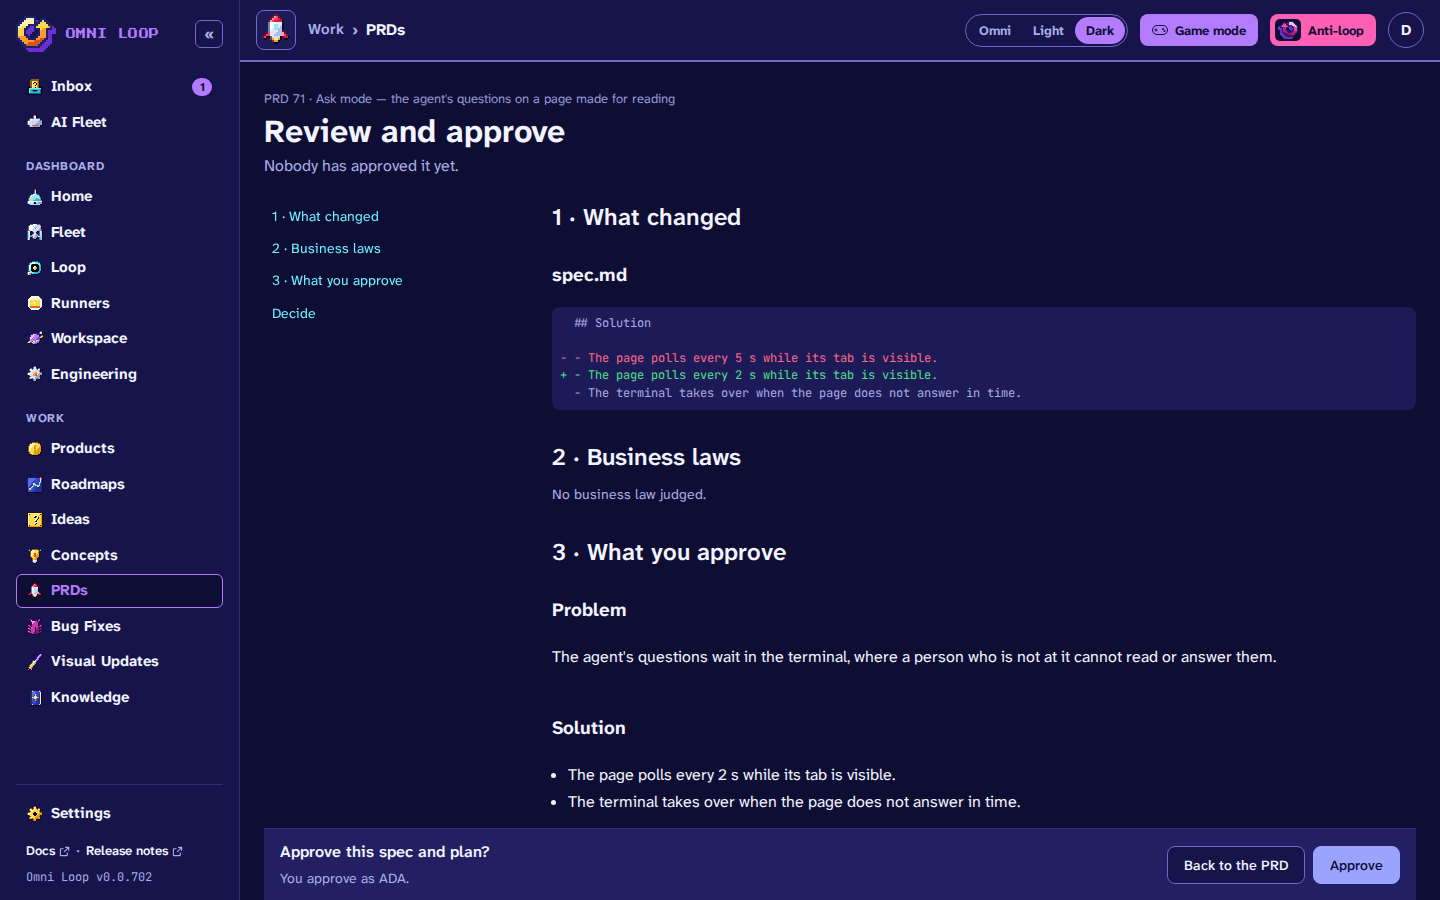 OMNI LOOP
«
Inbox
1
AI Fleet
DASHBOARD
Home
Fleet
Loop
Runners
Workspace
Engineering
WORK
Products
Roadmaps
Ideas
Concepts
PRDs
Bug Fixes
Visual Updates
Knowledge
Settings
Docs · Release notes
Omni Loop v0.0.702
Work › PRDs
Omni Light Dark
Game mode
Anti-loop
D
PRD 71 · Ask mode — the agent's questions on a page made for reading
Review and approve
Nobody has approved it yet.
1 · What changed
2 · Business laws
3 · What you approve
Decide
1 · What changed
spec.md
## Solution
- - The page polls every 5 s while its tab is visible.
+ - The page polls every 2 s while its tab is visible.
- The terminal takes over when the page does not answer in time.
2 · Business laws
No business law judged.
3 · What you approve
Problem
The agent's questions wait in the terminal, where a person who is not at it cannot read or answer them.
Solution
• The page polls every 2 s while its tab is visible.
• The terminal takes over when the page does not answer in time.
Approve this spec and plan?
You approve as ADA.
Back to the PRD
Approve